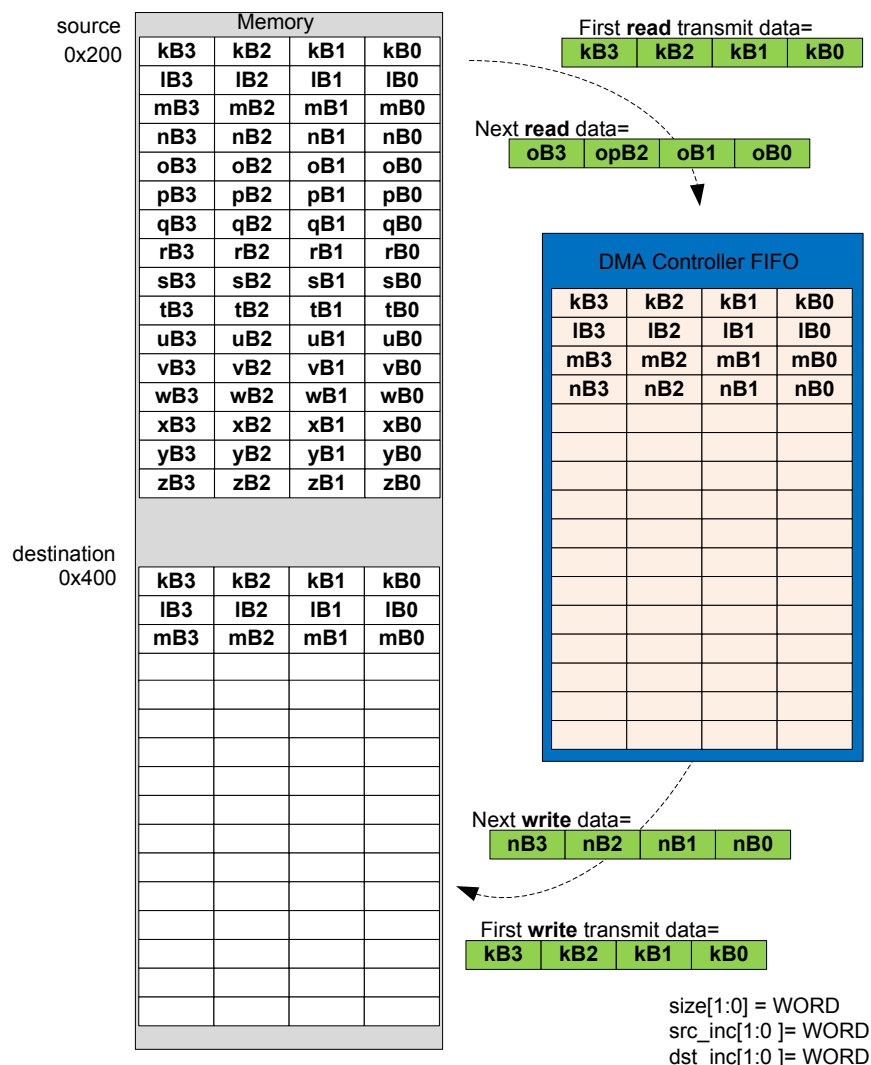 source
0x200
Memory
kB3 kB2 kB1 kB0
lB3 lB2 lB1 lB0
mB3 mB2 mB1 mB0
nB3 nB2 nB1 nB0
oB3 oB2 oB1 oB0
pB3 pB2 pB1 pB0
qB3 qB2 qB1 qB0
rB3 rB2 rB1 rB0
sB3 sB2 sB1 sB0
tB3 tB2 tB1 tB0
uB3 uB2 uB1 uB0
vB3 vB2 vB1 vB0
wB3 wB2 wB1 wB0
xB3 xB2 xB1 xB0
yB3 yB2 yB1 yB0
zB3 zB2 zB1 zB0
First read transmit data=
kB3 kB2 kB1 kB0
Next read data=
oB3 opB2 oB1 oB0
DMA Controller FIFO
kB3 kB2 kB1 kB0
lB3 lB2 lB1 lB0
mB3 mB2 mB1 mB0
nB3 nB2 nB1 nB0
destination
0x400
kB3 kB2 kB1 kB0
lB3 lB2 lB1 lB0
mB3 mB2 mB1 mB0
Next write data=
nB3 nB2 nB1 nB0
First write transmit data=
kB3 kB2 kB1 kB0
size[1:0] = WORD
src_inc[1:0 ]= WORD
dst_inc[1:0 ]= WORD